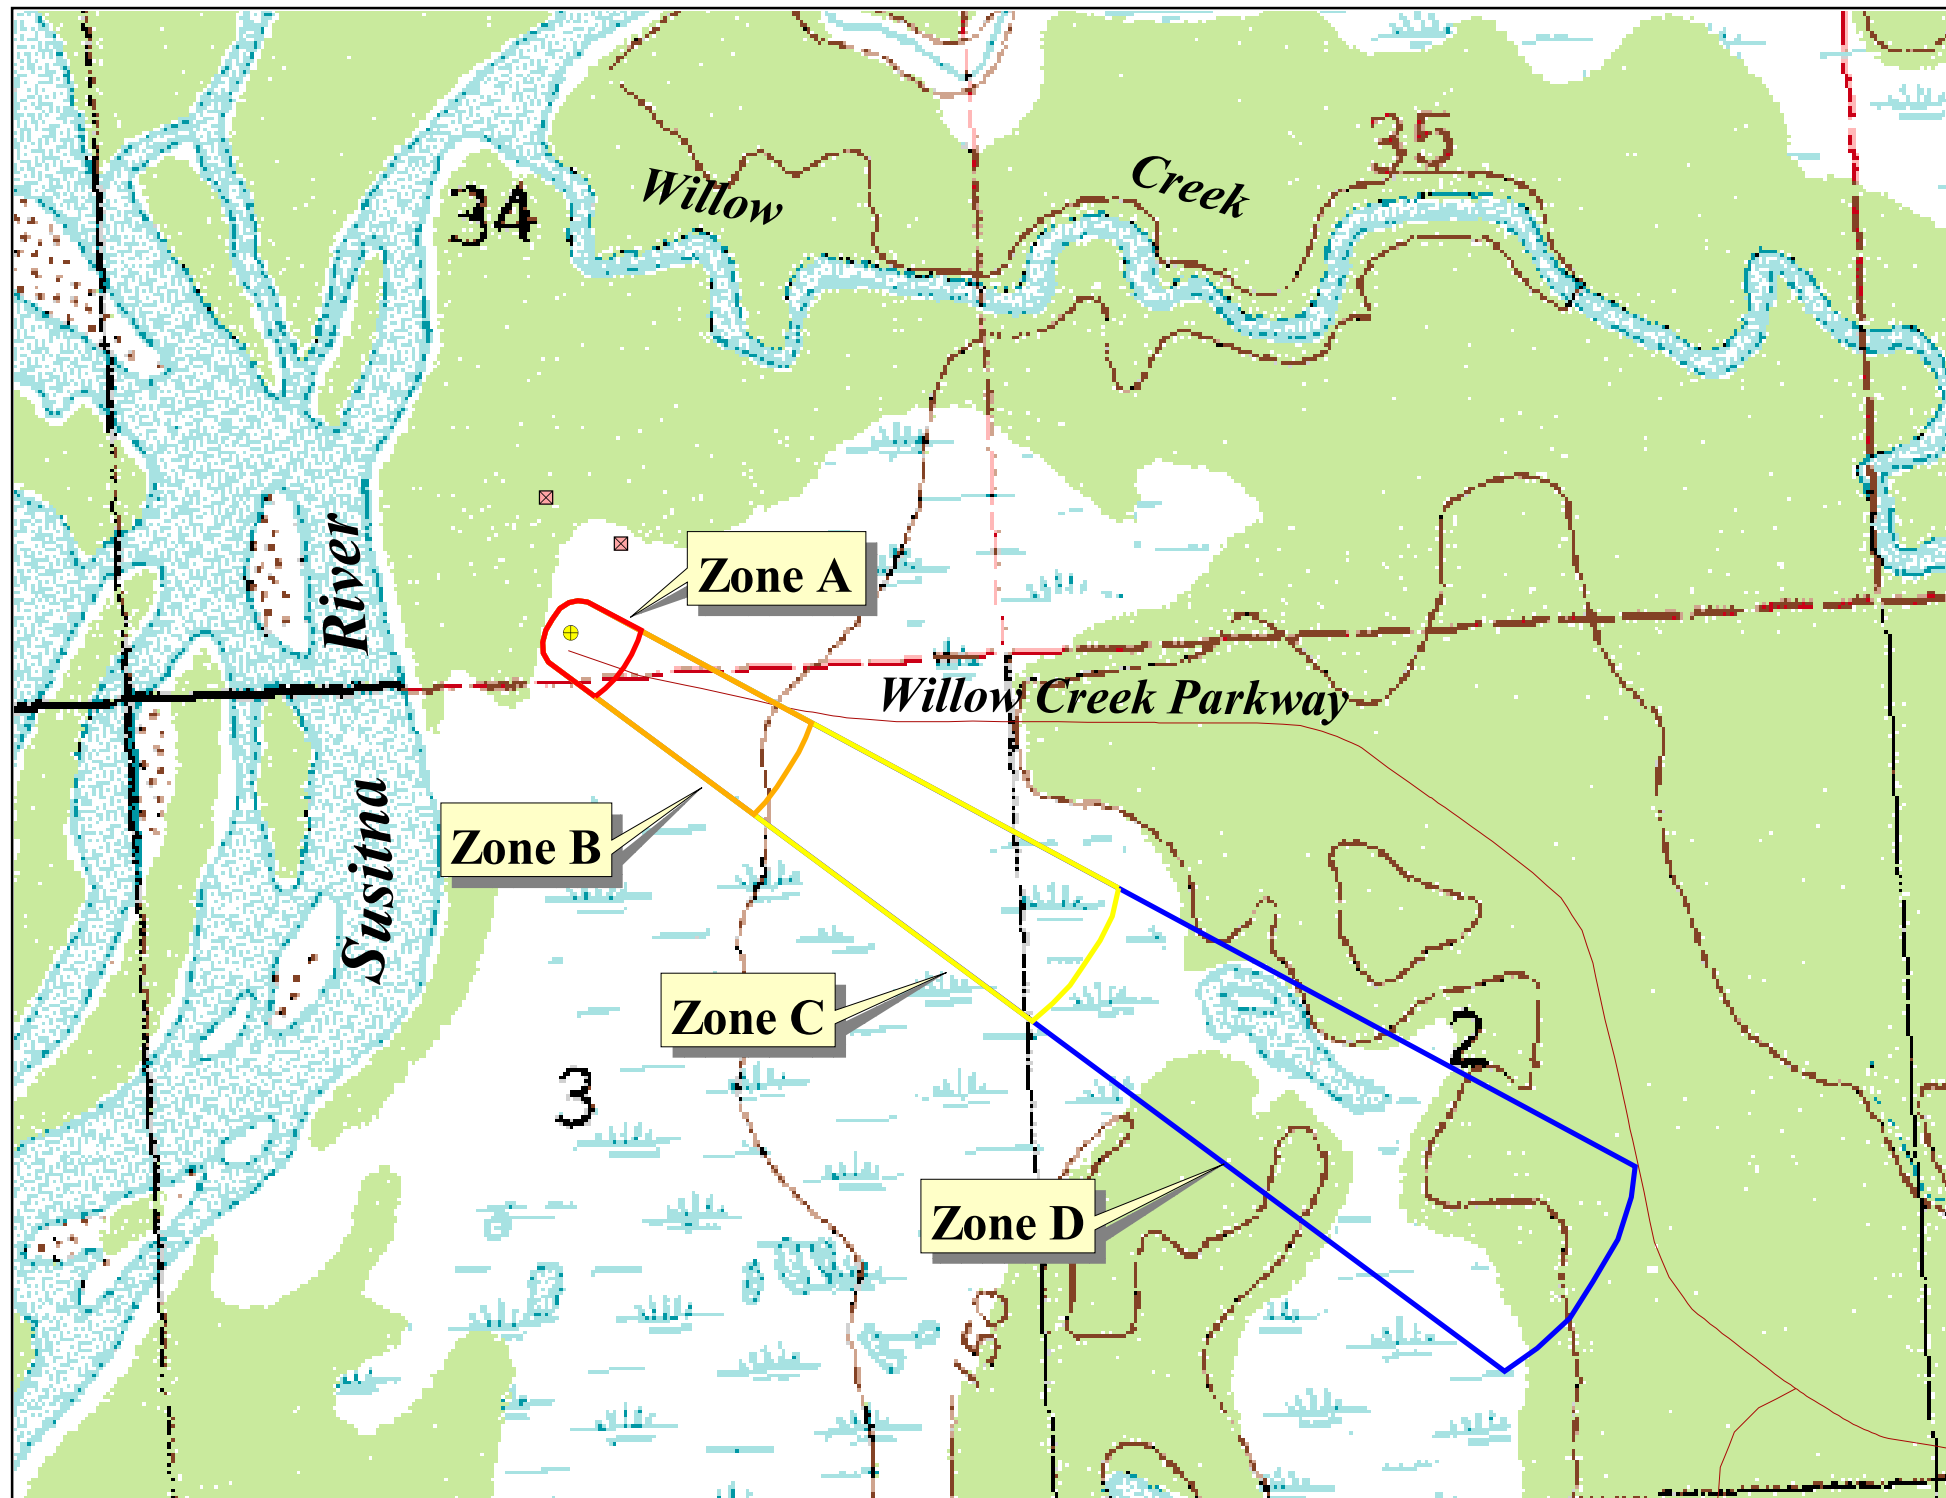 35
Willow Creek
34
Zone A
River
Willow Creek Parkway
Zone B
Susitna
Zone C
2
3
Zone D
150